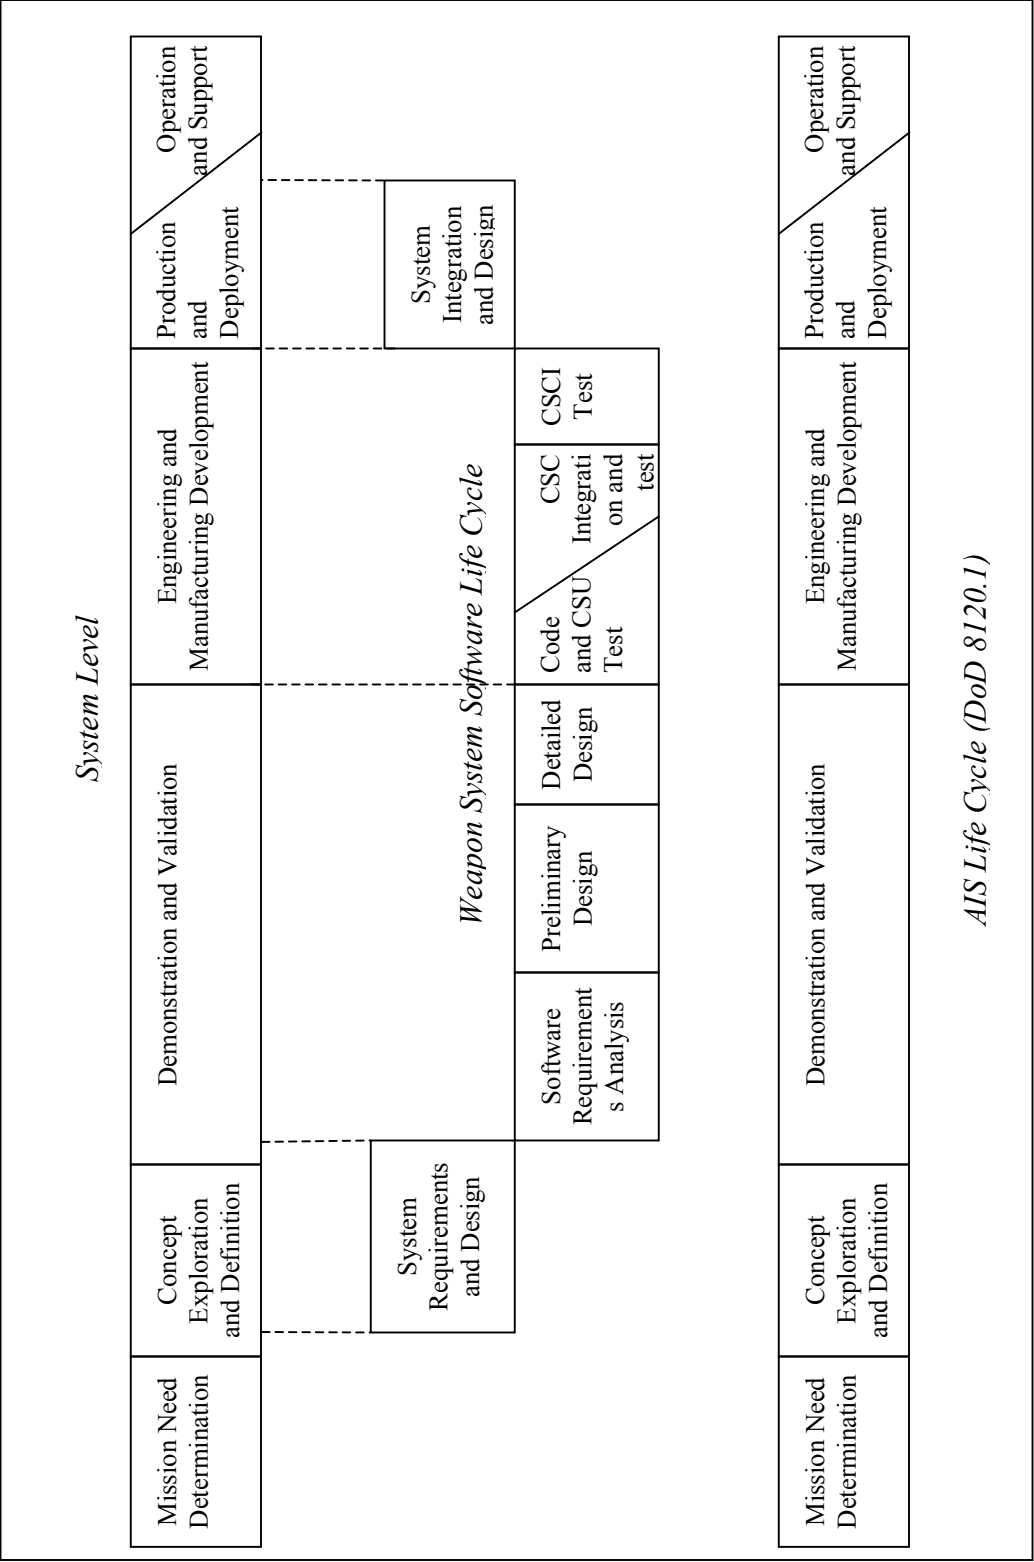 System Level
Mission Need
Determination
Concept
Exploration
and Definition
Demonstration and Validation
Engineering and
Manufacturing Development
Production
and
Deployment
Operation
and Support
System
Requirements
and Design
Weapon System Software Life Cycle
System
Integration
and Design
Software
Requirement
s Analysis
Preliminary
Design
Detailed
Design
Code
and CSU
Test
CSC
Integrati
on and
test
CSCI
Test
Mission Need
Determination
Concept
Exploration
and Definition
Demonstration and Validation
Engineering and
Manufacturing Development
Production
and
Deployment
Operation
and Support
AIS Life Cycle (DoD 8120.1)